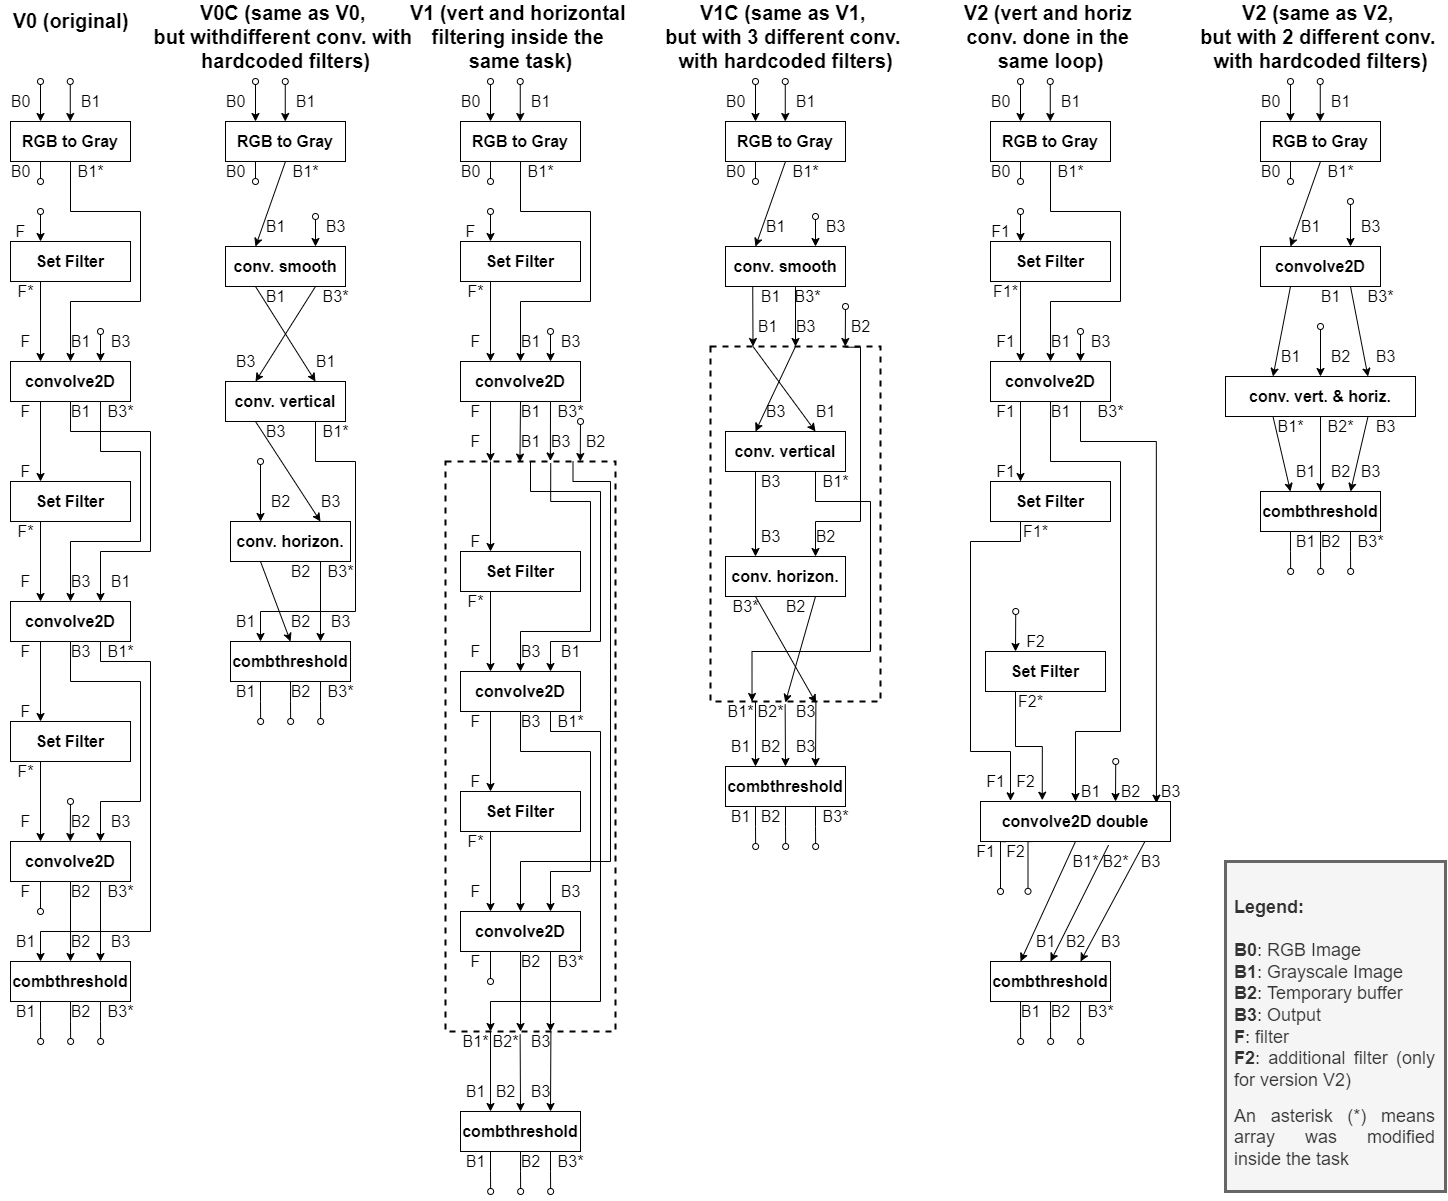 V0 (original)
B0
B1
RGB to Gray
B0
B1*
F
Set Filter
F*
F
B1
B3
convolve2D
F
B1
B3*
F
Set Filter
F*
F
B3
B1
convolve2D
F
B3
B1*
F
Set Filter
F*
F
B2
B3
convolve2D
F
B2
B3*
B1
B2
B3
combthreshold
B1
B2
B3*
V0C (same as V0,
but withdifferent conv. with
hardcoded filters)
B0
B1
RGB to Gray
B0
B1*
B1
B3
conv. smooth
B1
B3*
B3
B1
conv. vertical
B3
B1*
B2
B3
conv. horizon.
B2
B3*
B1
B2
B3
combthreshold
B1
B2
B3*
V1 (vert and horizontal
filtering inside the
same task)
B0
B1
RGB to Gray
B0
B1*
F
Set Filter
F*
F
B1
B3
convolve2D
F
B1
B3*
F
B1
B3
B2
F
Set Filter
F*
F
B3
B1
convolve2D
F
B3
B1*
F
Set Filter
F*
F
B3
convolve2D
F
B2
B3*
B1*
B2*
B3
B1
B2
B3
combthreshold
B1
B2
B3*
V1C (same as V1,
but with 3 different conv.
with hardcoded filters)
B0
B1
RGB to Gray
B0
B1*
B1
B3
conv. smooth
B1
B3*
B1
B3
B2
B3
B1
conv. vertical
B3
B1*
B3
B2
conv. horizon.
B3*
B2
B1*
B2*
B3
B1
B2
B3
combthreshold
B1
B2
B3*
V2 (vert and horiz
conv. done in the
same loop)
B0
B1
RGB to Gray
B0
B1*
F1
Set Filter
F1*
F1
B1
B3
convolve2D
F1
B1
B3*
F1
Set Filter
F1*
F2
Set Filter
F2*
F1
F2
B1
B2
B3
convolve2D double
F1
F2
B1*
B2*
B3
B1
B2
B3
combthreshold
B1
B2
B3*
V2 (same as V2,
but with 2 different conv.
with hardcoded filters)
B0
B1
RGB to Gray
B0
B1*
B1
B3
convolve2D
B1
B3*
B1
B2
B3
conv. vert. & horiz.
B1*
B2*
B3
B1
B2
B3
combthreshold
B1
B2
B3*
Legend:
B0: RGB Image
B1: Grayscale Image
B2: Temporary buffer
B3: Output
F: filter
F2: additional filter (only
for version V2)
An asterisk (*) means
array was modified
inside the task